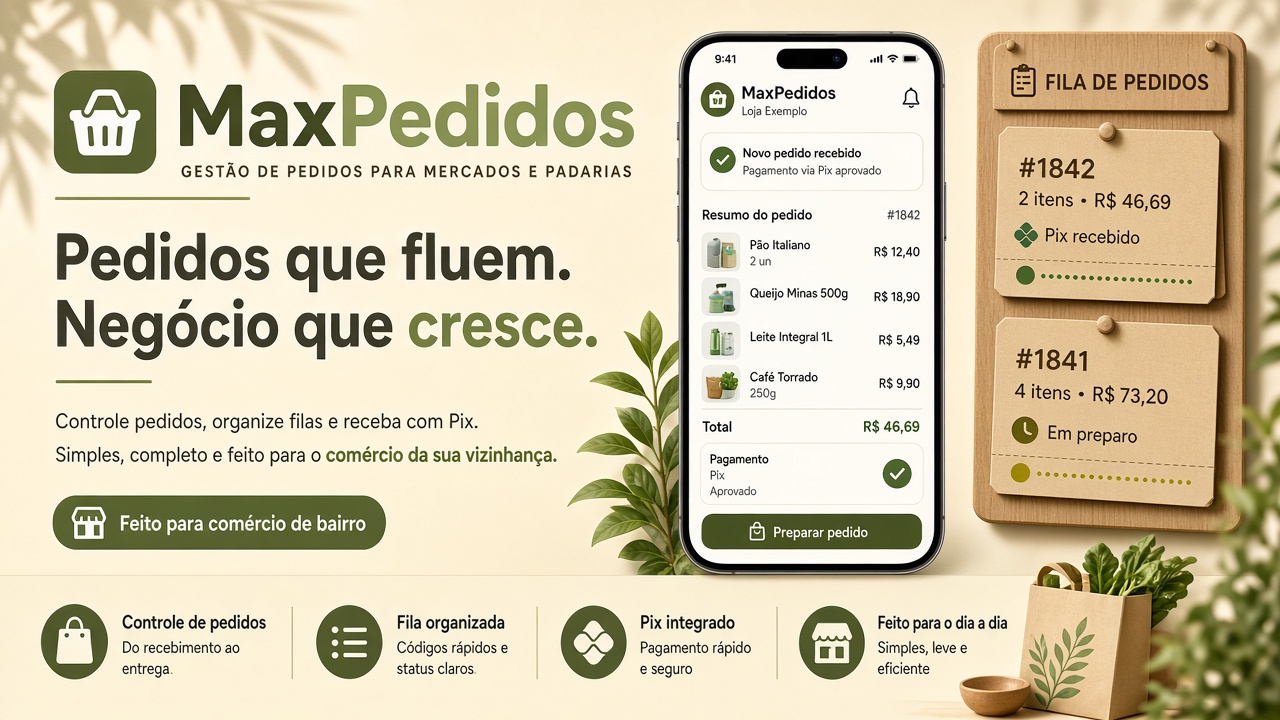 MaxPedidos
GESTÃO DE PEDIDOS PARA MERCADOS E PADARIAS
Pedidos que fluem.
Negócio que cresce.
Controle pedidos, organize filas e receba com Pix.
Simples, completo e feito para o comércio da sua vizinhança.
Feito para comércio de bairro
9:41
MaxPedidos
Loja Exemplo
Novo pedido recebido
Pagamento via Pix aprovado
Resumo do pedido #1842
Pão Italiano
2 un
R$ 12,40
Queijo Minas 500g
R$ 18,90
Leite Integral 1L
R$ 5,49
Café Torrado
250g
R$ 9,90
Total R$ 46,69
Pagamento
Pix
Aprovado
Preparar pedido
FILA DE PEDIDOS
#1842
2 itens • R$ 46,69
Pix recebido
#1841
4 itens • R$ 73,20
Em preparo
Controle de pedidos
Do recebimento ao
entrega.
Fila organizada
Códigos rápidos e
status claros.
Pix integrado
Pagamento rápido
e seguro
Feito para o dia a dia
Simples, leve e
eficiente